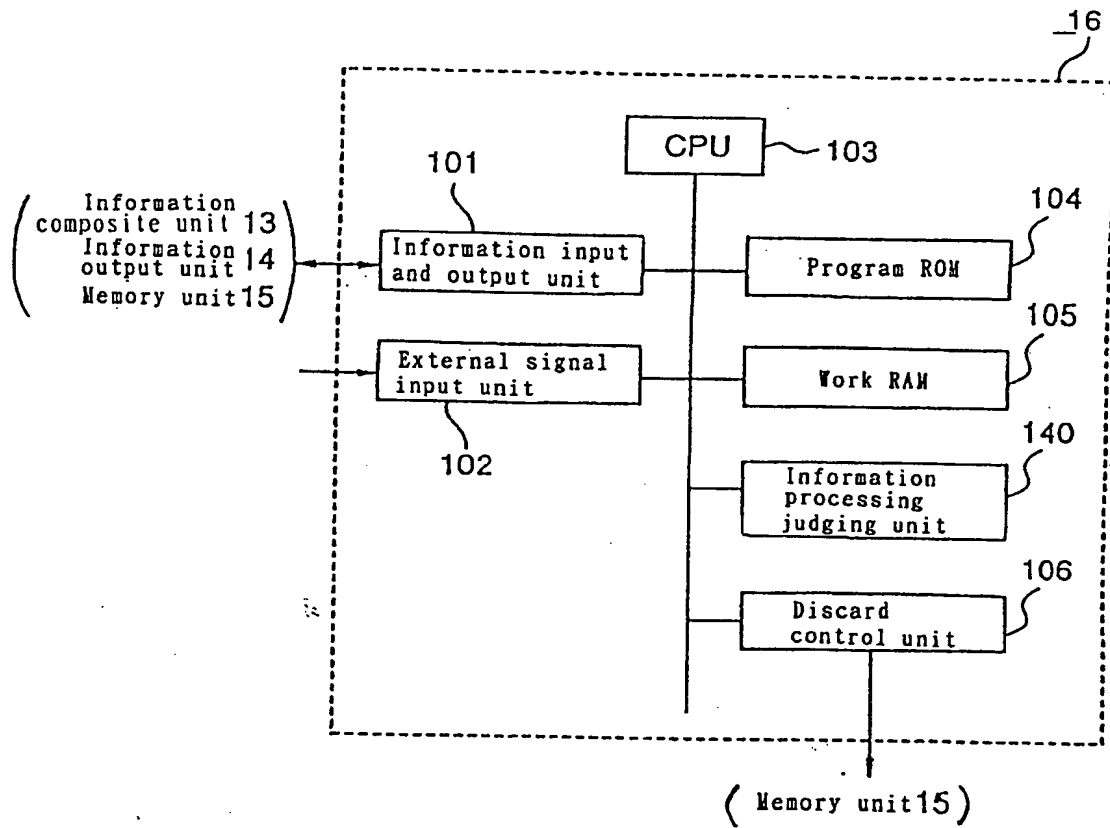 16
CPU
103
101
104
Information
composite unit 13
Information
output unit 14
Memory unit 15
Information input
and output unit
Program ROM
105
External signal
input unit
Work RAM
102
140
Information
processing
judging unit
106
Discard
control unit
( Memory unit 15 )